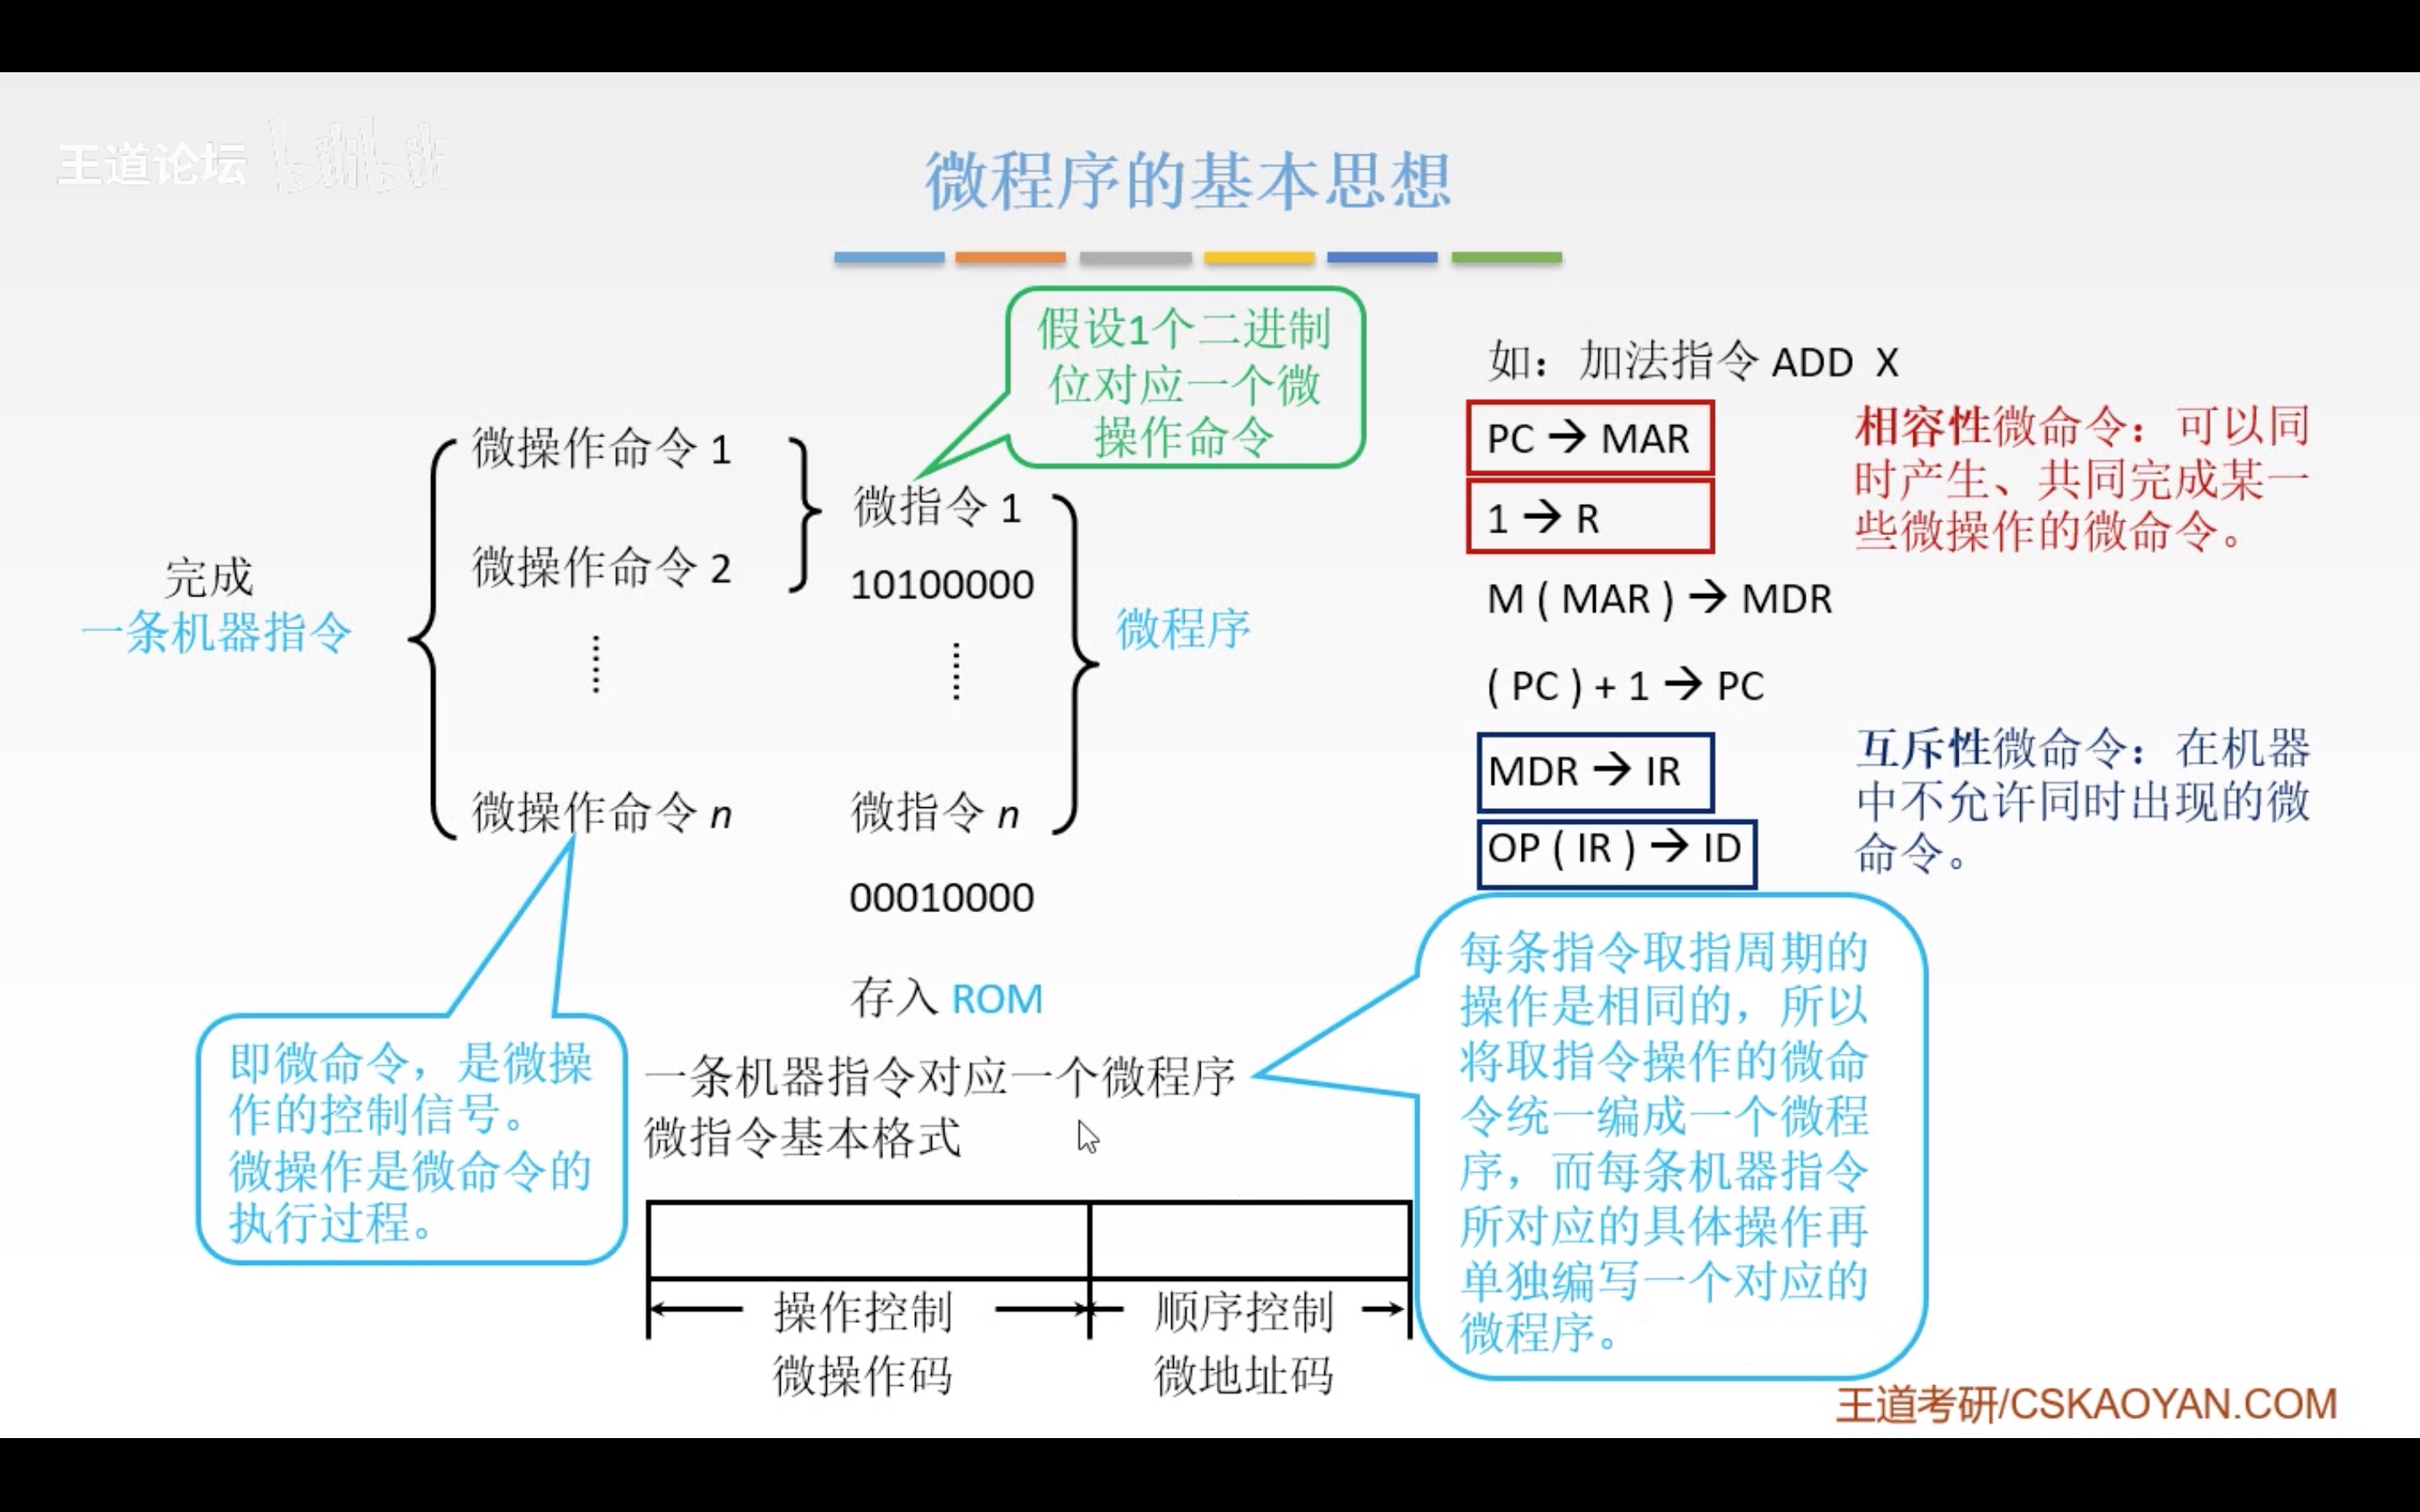 王道论坛 bilibili
微程序的基本思想
假设1个二进制
位对应一个微
操作命令
完成
一条机器指令
微操作命令 1
微操作命令 2
……
微操作命令 n
微指令 1
10100000
……
微指令 n
00010000
存入 ROM
微程序
即微命令，是微操
作的控制信号。
微操作是微命令的
执行过程。
一条机器指令对应一个微程序
微指令基本格式
操作控制
微操作码
顺序控制
微地址码
如：加法指令 ADD X
PC → MAR
1 → R
M ( MAR ) → MDR
( PC ) + 1 → PC
MDR → IR
OP ( IR ) → ID
相容性微命令：可以同
时产生、共同完成某一
些微操作的微命令。
互斥性微命令：在机器
中不允许同时出现的微
命令。
每条指令取指周期的
操作是相同的，所以
将取指令操作的微命
令统一编成一个微程
序，而每条机器指令
所对应的具体操作再
单独编写一个对应的
微程序。
王道考研/CSKAOYAN.COM